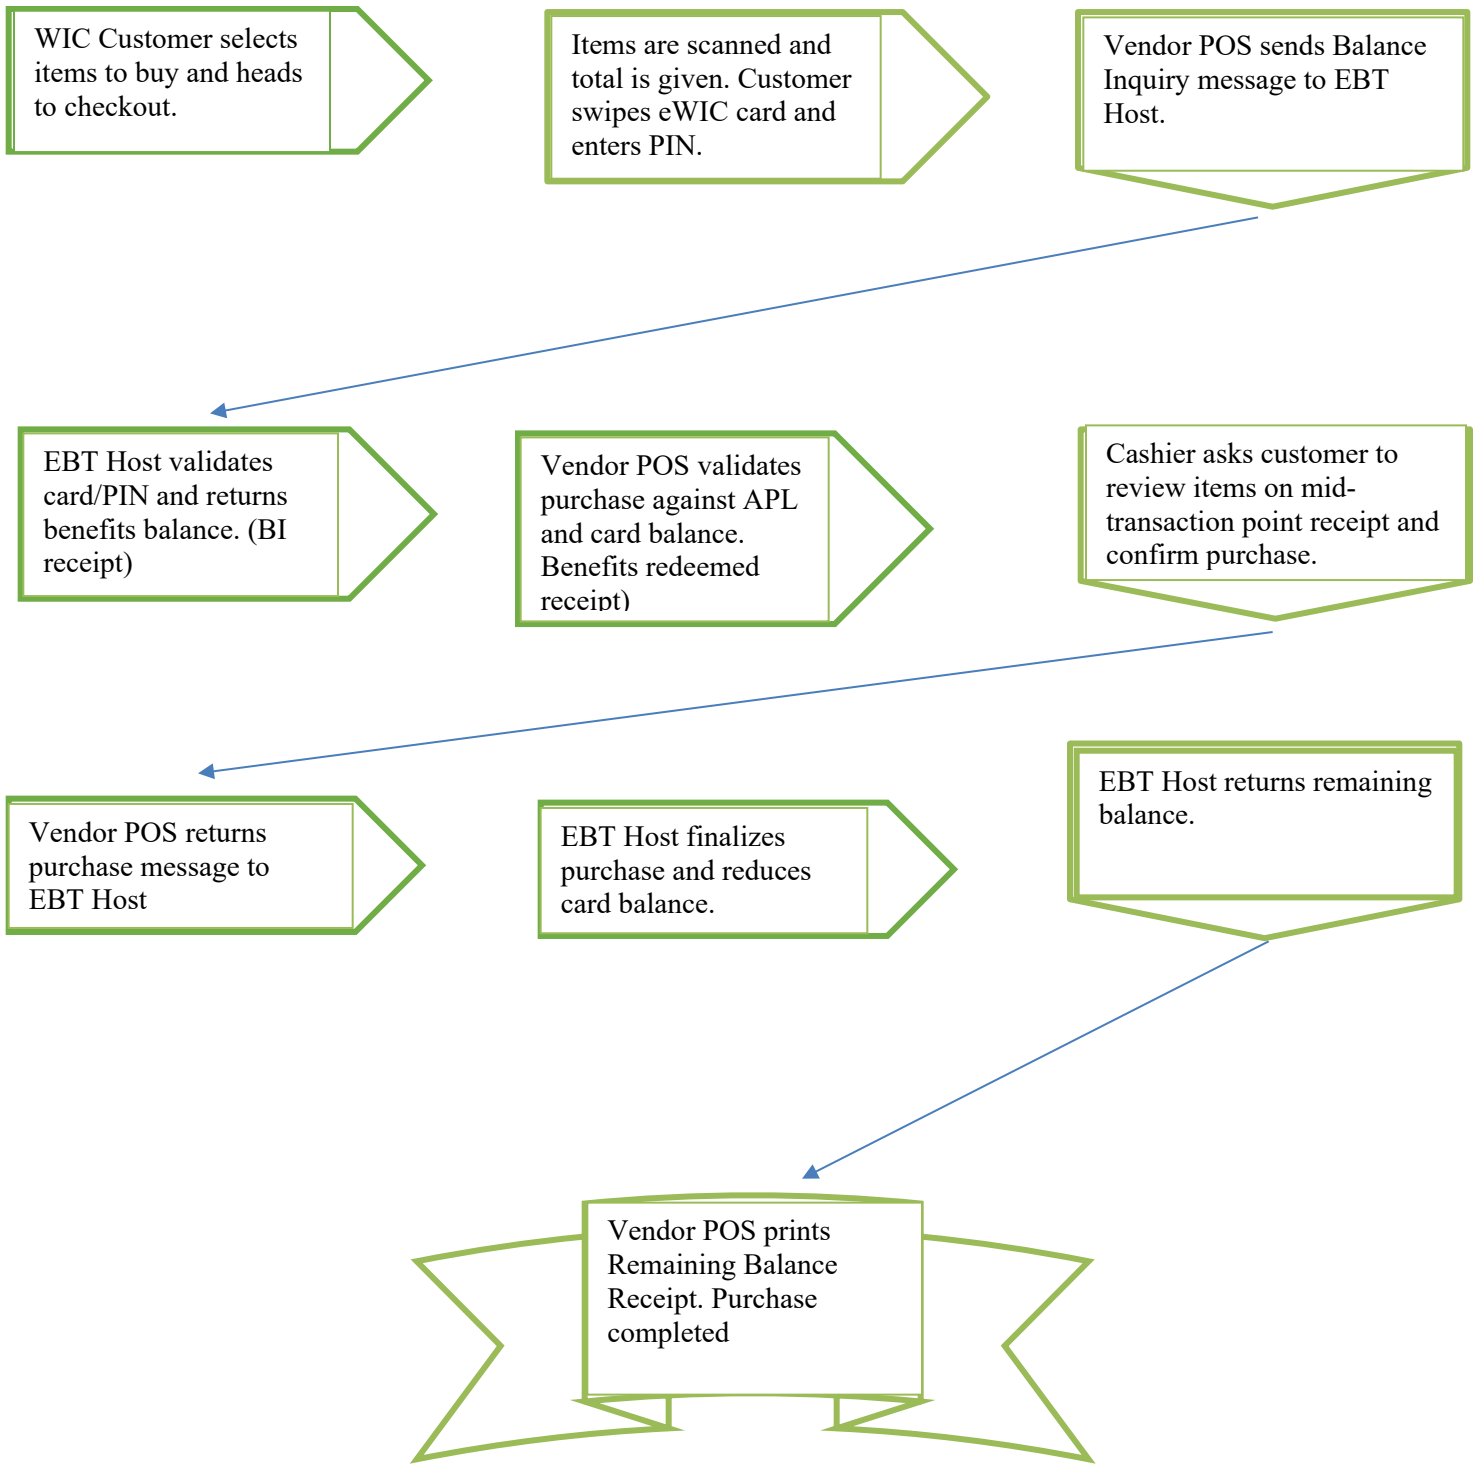 WIC Customer selects
items to buy and heads
to checkout.
Items are scanned and
total is given. Customer
swipes eWIC card and
enters PIN.
Vendor POS sends Balance
Inquiry message to EBT
Host.
EBT Host validates
card/PIN and returns
benefits balance. (BI
receipt)
Vendor POS validates
purchase against APL
and card balance.
Benefits redeemed
receipt)
Cashier asks customer to
review items on mid-
transaction point receipt and
confirm purchase.
Vendor POS returns
purchase message to
EBT Host
EBT Host finalizes
purchase and reduces
card balance.
EBT Host returns remaining
balance.
Vendor POS prints
Remaining Balance
Receipt. Purchase
completed